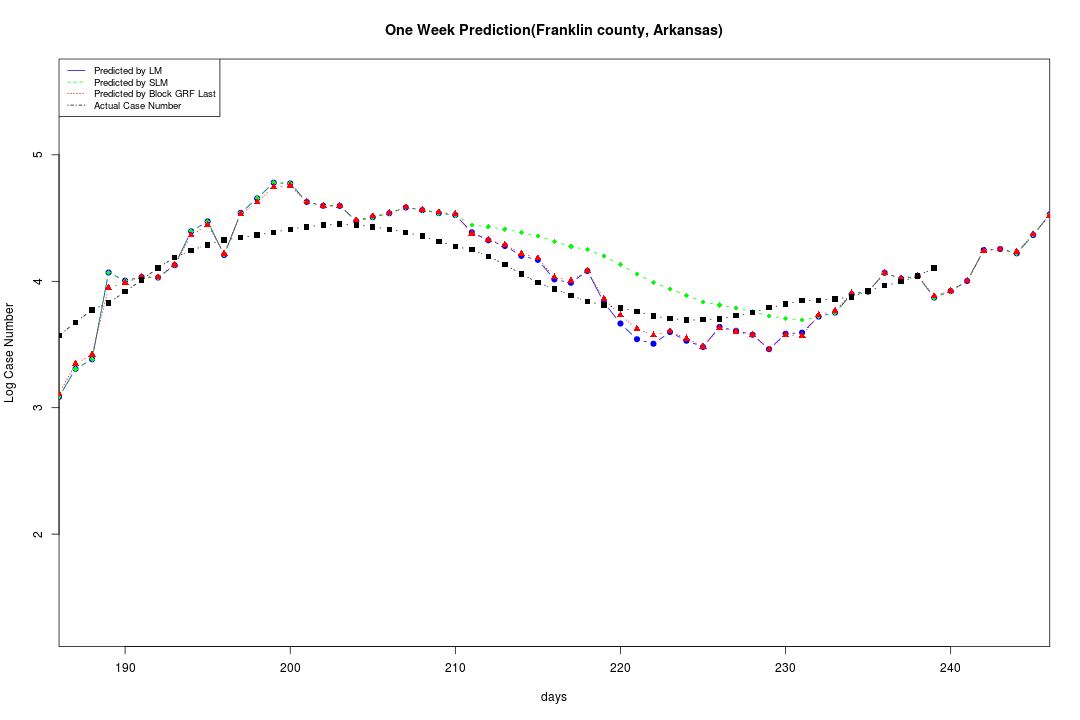 One Week Prediction(Franklin county, Arkansas)
Predicted by LM
Predicted by SLM
Predicted by Block GRF Last
Actual Case Number
5
4
3
2
Log Case Number
190 200 210 220 230 240
days